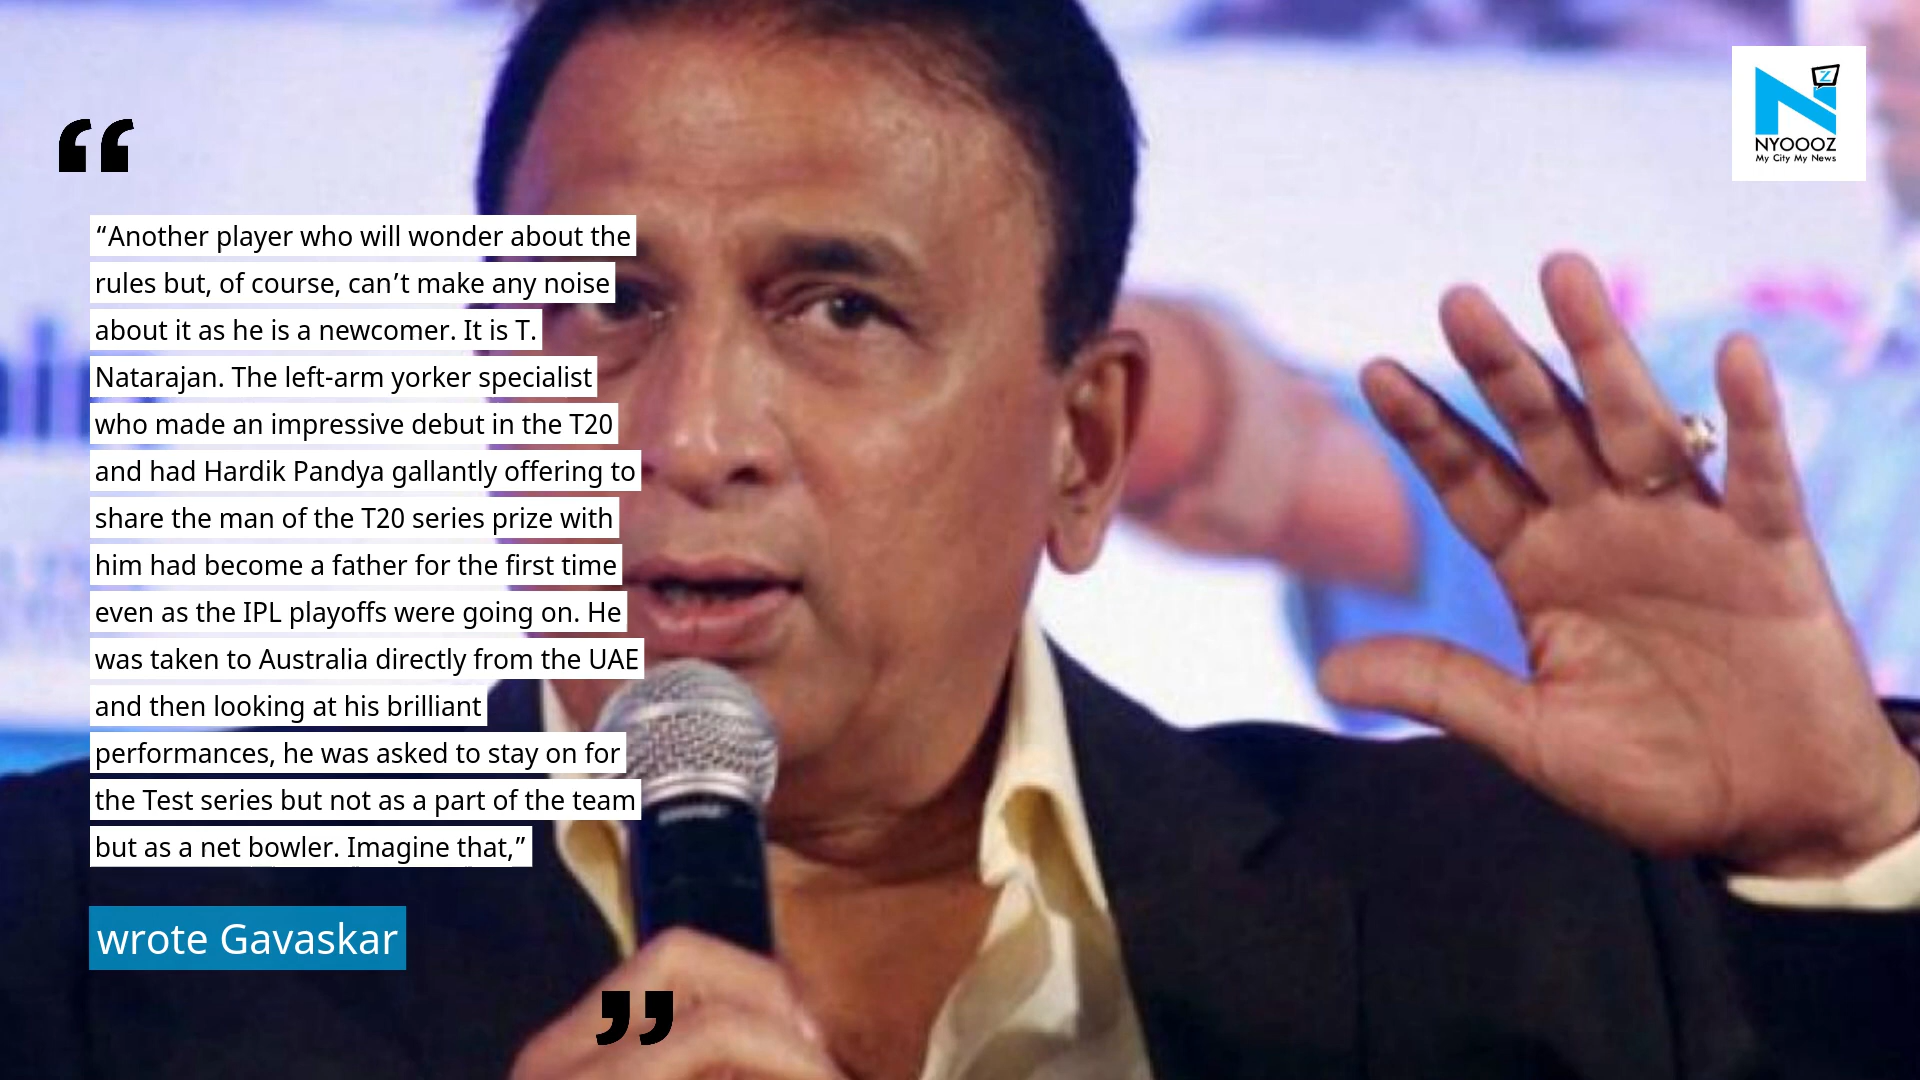 “Another player who will wonder about the
rules but, of course, can’t make any noise
about it as he is a newcomer. It is T.
Natarajan. The left-arm yorker specialist
who made an impressive debut in the T20
and had Hardik Pandya gallantly offering to
share the man of the T20 series prize with
him had become a father for the first time
even as the IPL playoffs were going on. He
was taken to Australia directly from the UAE
and then looking at his brilliant
performances, he was asked to stay on for
the Test series but not as a part of the team
but as a net bowler. Imagine that,”
wrote Gavaskar
Z
NYOOOZ
My City My News